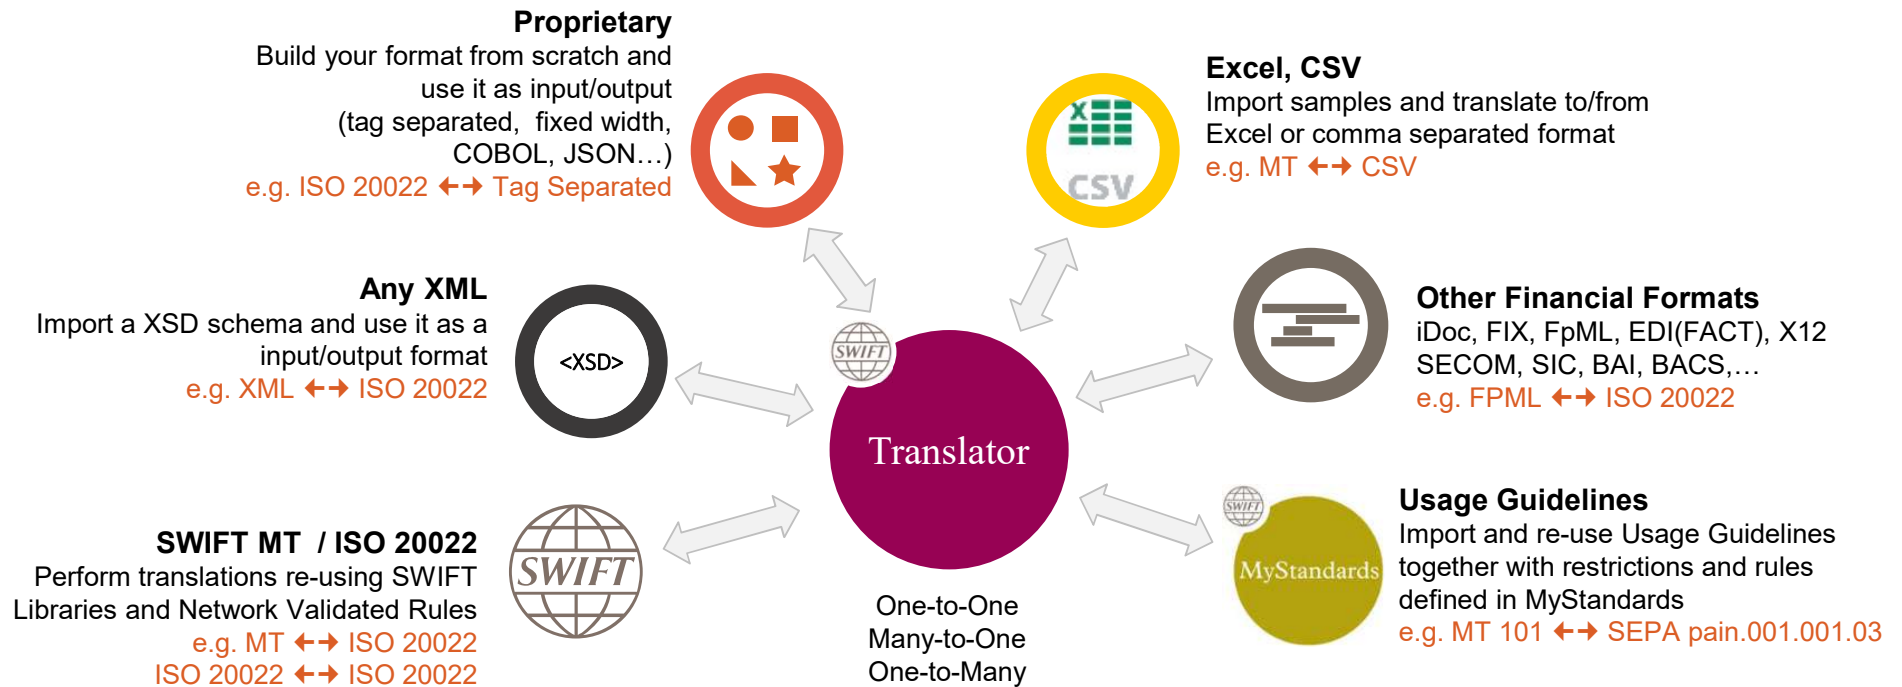 Proprietary
Build your format from scratch and
use it as input/output
(tag separated, fixed width,
COBOL, JSON…)
e.g. ISO 20022 ←→ Tag Separated
Excel, CSV
Import samples and translate to/from
Excel or comma separated format
e.g. MT ←→ CSV
X
CSV
Any XML
Import a XSD schema and use it as a
input/output format
e.g. XML ←→ ISO 20022
<XSD>
Other Financial Formats
iDoc, FIX, FpML, EDI(FACT), X12
SECOM, SIC, BAI, BACS,…
e.g. FPML ←→ ISO 20022
SWIFT
Translator
One-to-One
Many-to-One
One-to-Many
SWIFT MT / ISO 20022
Perform translations re-using SWIFT
Libraries and Network Validated Rules
e.g. MT ←→ ISO 20022
ISO 20022 ←→ ISO 20022
SWIFT
SWIFT
MyStandards
Usage Guidelines
Import and re-use Usage Guidelines
together with restrictions and rules
defined in MyStandards
e.g. MT 101 ←→ SEPA pain.001.001.03